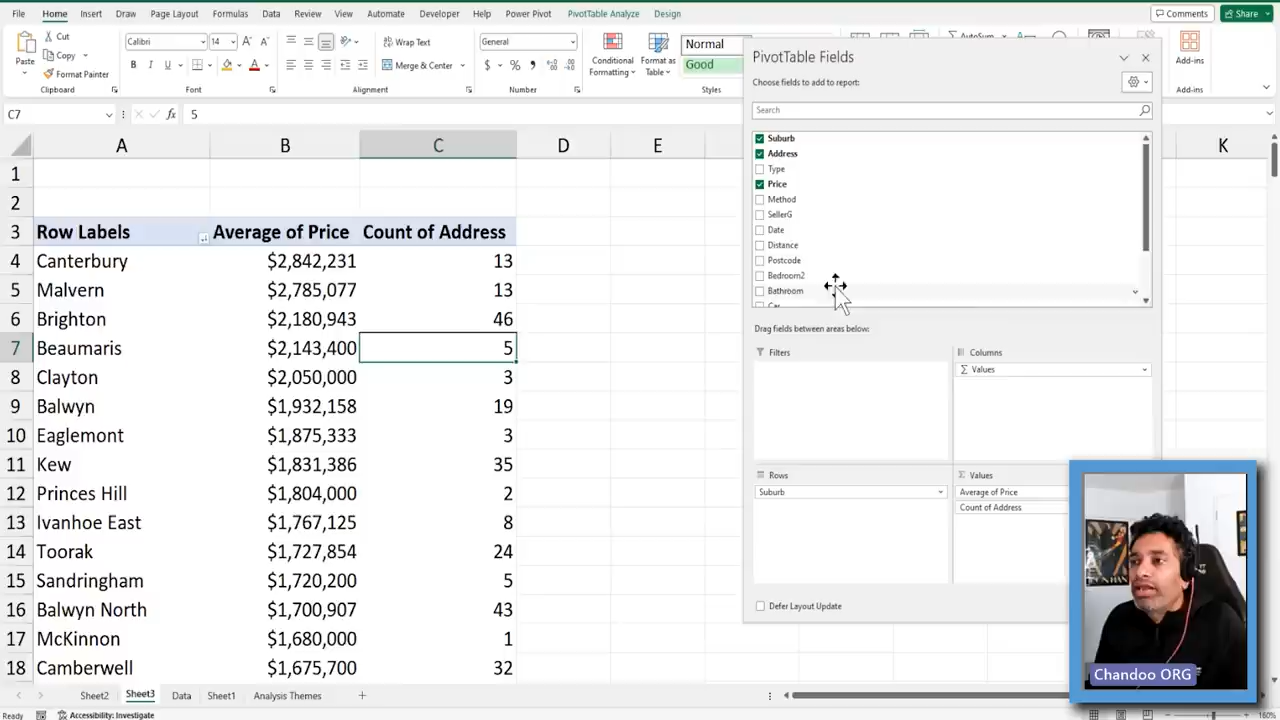 File Home Insert Draw Page Layout Formulas Data Review View Automate Developer Help Power Pivot PivotTable Analyze Design Comments Share
Paste Cut Copy Format Painter Clipboard
Calibri 14 A A B I U A Font
Wrap Text Merge & Center Alignment
General $ % , Number
Conditional Formatting Format as Table Normal Good Styles
AutoSum Add-ins Add-ins
C7 fx 5
A B C D E K
1
2
3 Row Labels Average of Price Count of Address
4 Canterbury $2,842,231 13
5 Malvern $2,785,077 13
6 Brighton $2,180,943 46
7 Beaumaris $2,143,400 5
8 Clayton $2,050,000 3
9 Balwyn $1,932,158 19
10 Eaglemont $1,875,333 3
11 Kew $1,831,386 35
12 Princes Hill $1,804,000 2
13 Ivanhoe East $1,767,125 8
14 Toorak $1,727,854 24
15 Sandringham $1,720,200 5
16 Balwyn North $1,700,907 43
17 McKinnon $1,680,000 1
18 Camberwell $1,675,700 32
PivotTable Fields
Choose fields to add to report:
Search
Suburb
Address
Type
Price
Method
SellerG
Date
Distance
Postcode
Bedroom2
Bathroom
Car
Drag fields between areas below:
Filters
Columns
Σ Values
Rows
Suburb
Σ Values
Average of Price
Count of Address
Defer Layout Update
Chandoo ORG
Sheet2 Sheet3 Data Sheet1 Analysis Themes +
Ready Accessibility: Investigate 160%